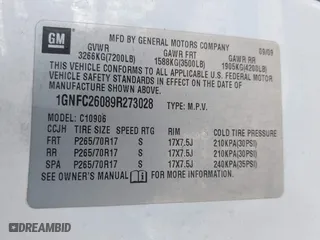 GM
MFD BY GENERAL MOTORS COMPANY 09/09
GVWR GAWR FRT GAWR RR
3266KG(7200LB) 1588KG(3500LB) 1905KG(4200LB)
THIS VEHICLE CONFORMS TO ALL APPLICABLE U.S. FEDERAL
MOTOR VEHICLE SAFETY
STANDARDS IN EFFECT ON THE DATE OF
MANUFACTURE SHOWN ABOVE.
1GNFC26089R273028 TYPE: M.P.V.
MODEL: C10906
CCJH TIRE SIZE SPEED RTG RIM COLD TIRE PRESSURE
FRT P265/70R17 S 17X7.5J 210KPA(30PSI)
RR P265/70R17 S 17X7.5J 210KPA(30PSI)
SPA P265/70R17 S 17X7.5J 240KPA(35PSI)
SEE OWNER'S MANUAL FOR MORE INFORMATION
DRIVEHISTORY